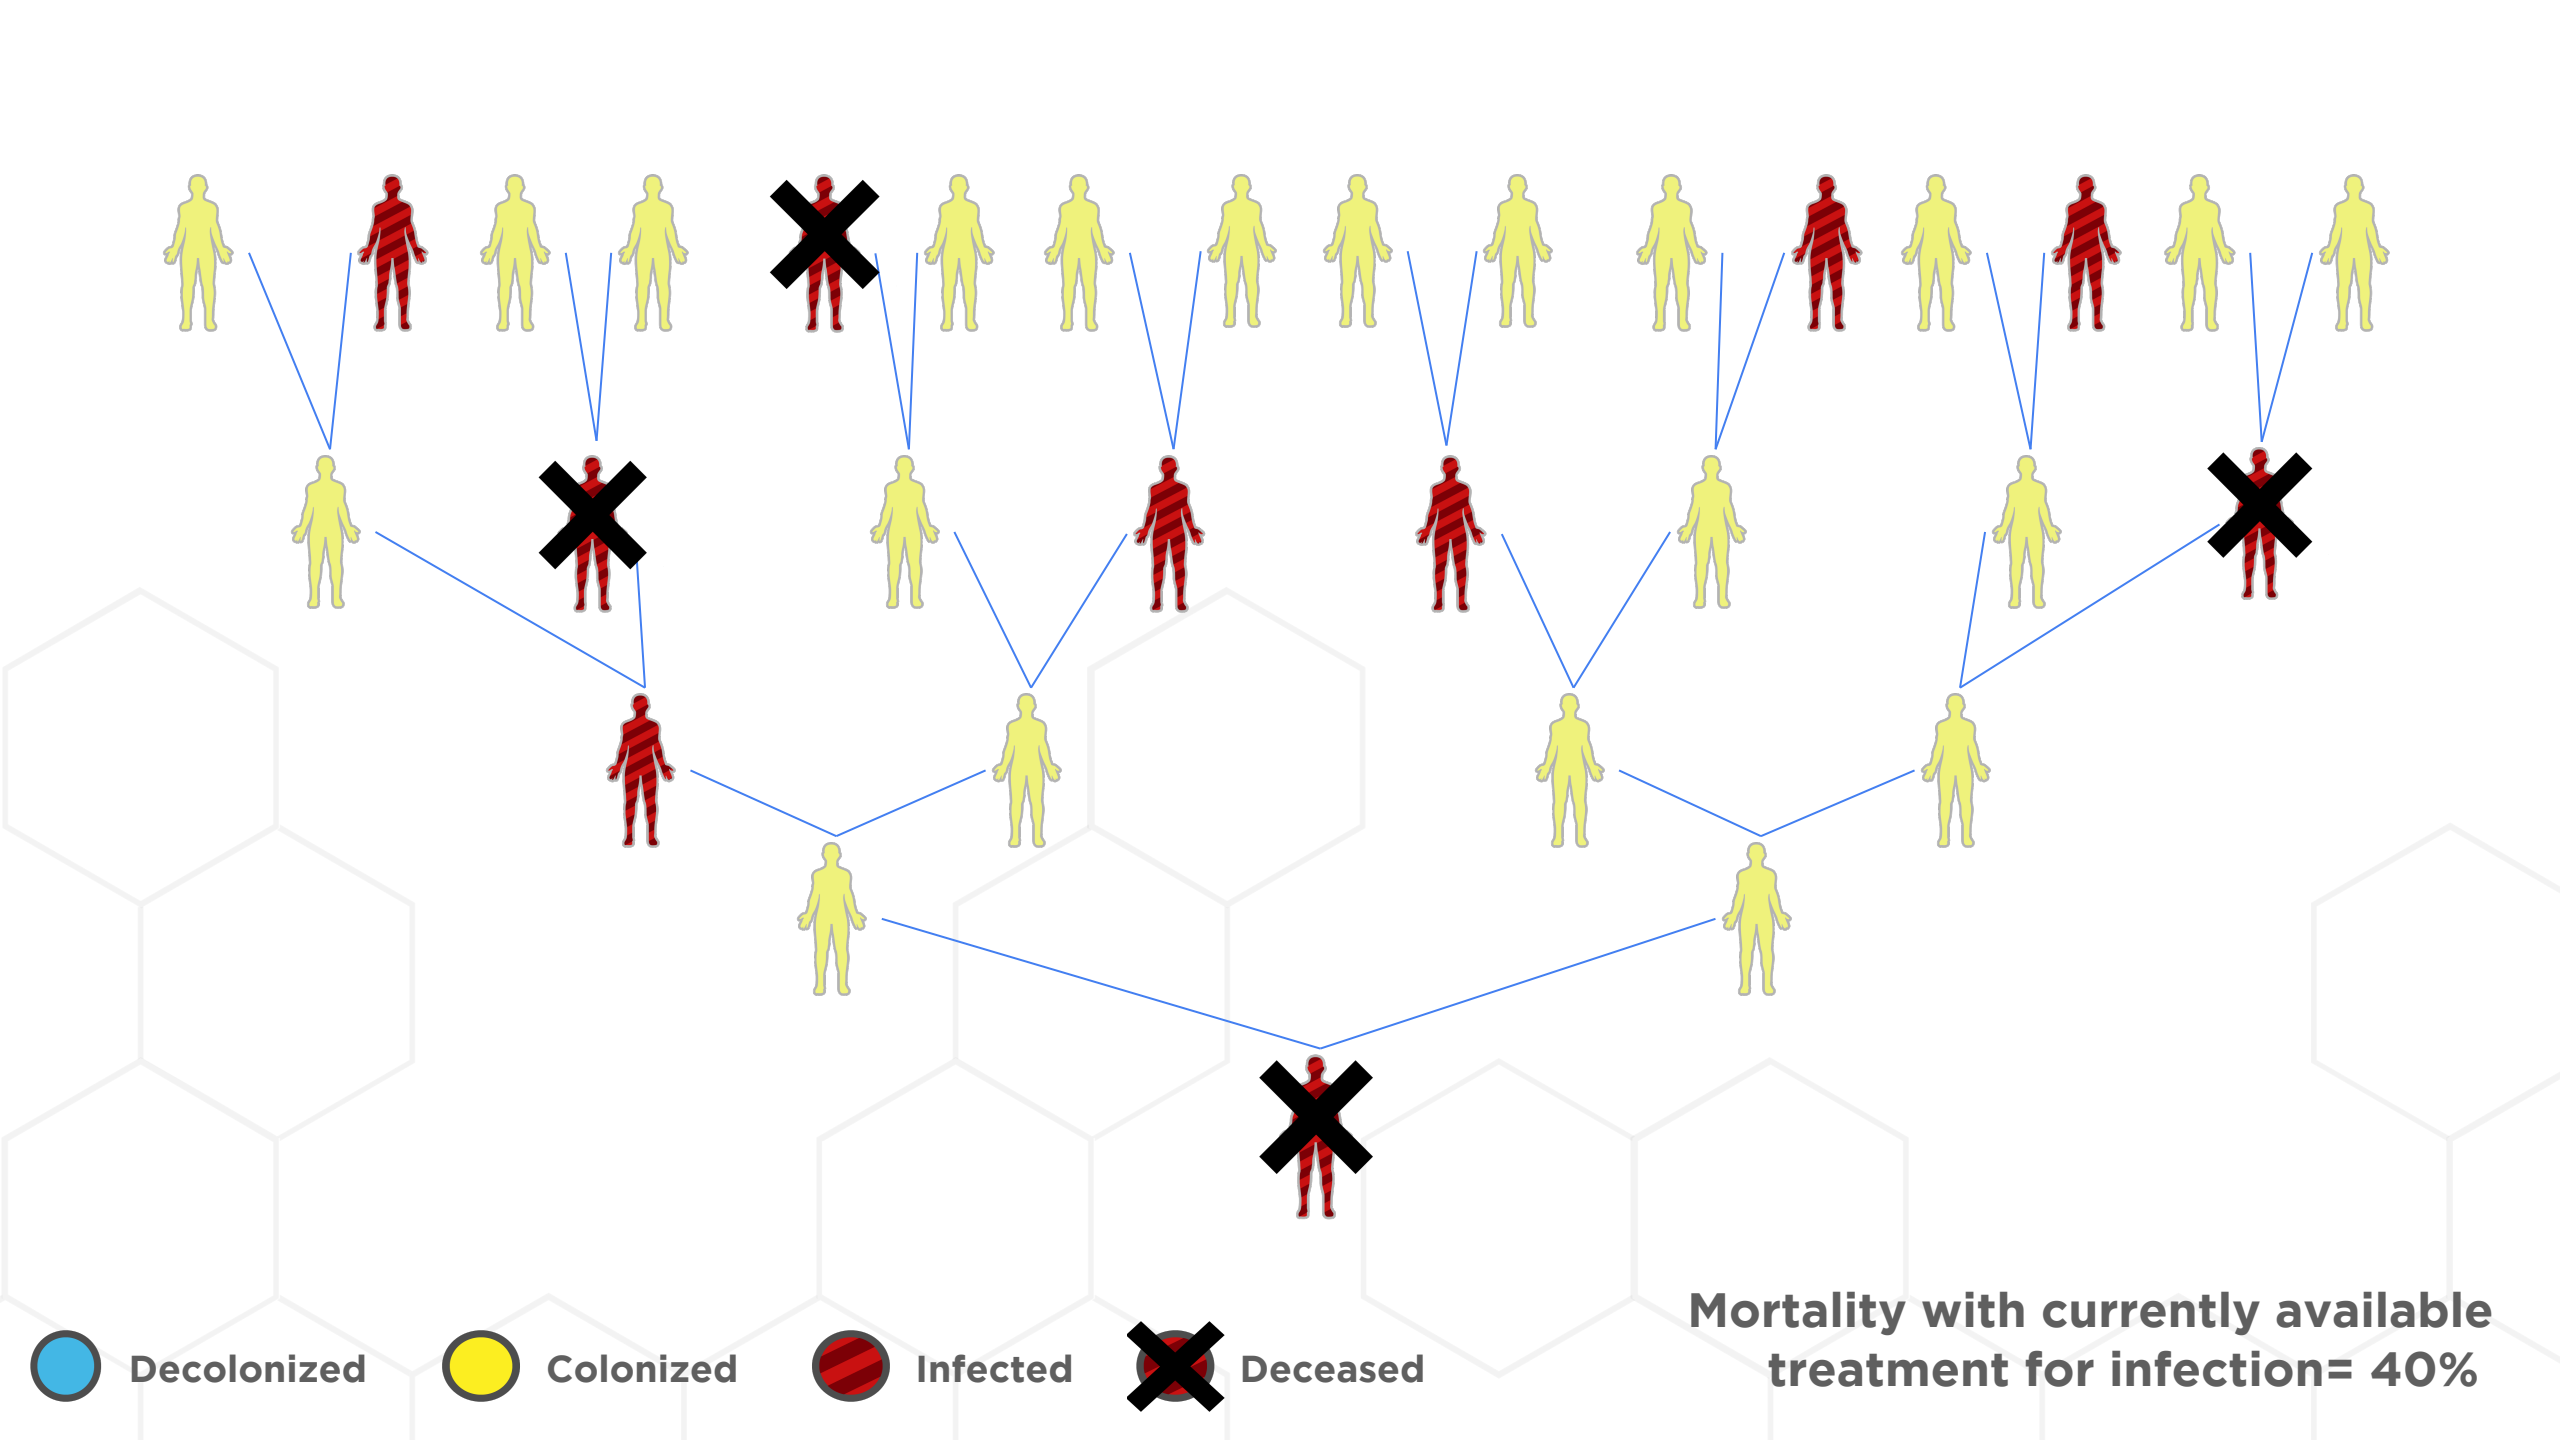 Mortality with currently available
treatment for infection= 40%
Decolonized
Colonized
Infected
Deceased